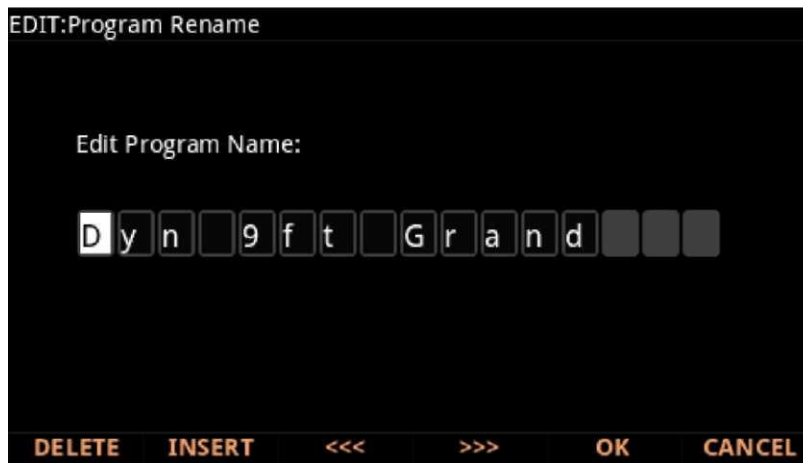 EDIT:Program Rename
Edit Program Name:
Dyn 9ft Grand
DELETE INSERT <<< >>> OK CANCEL